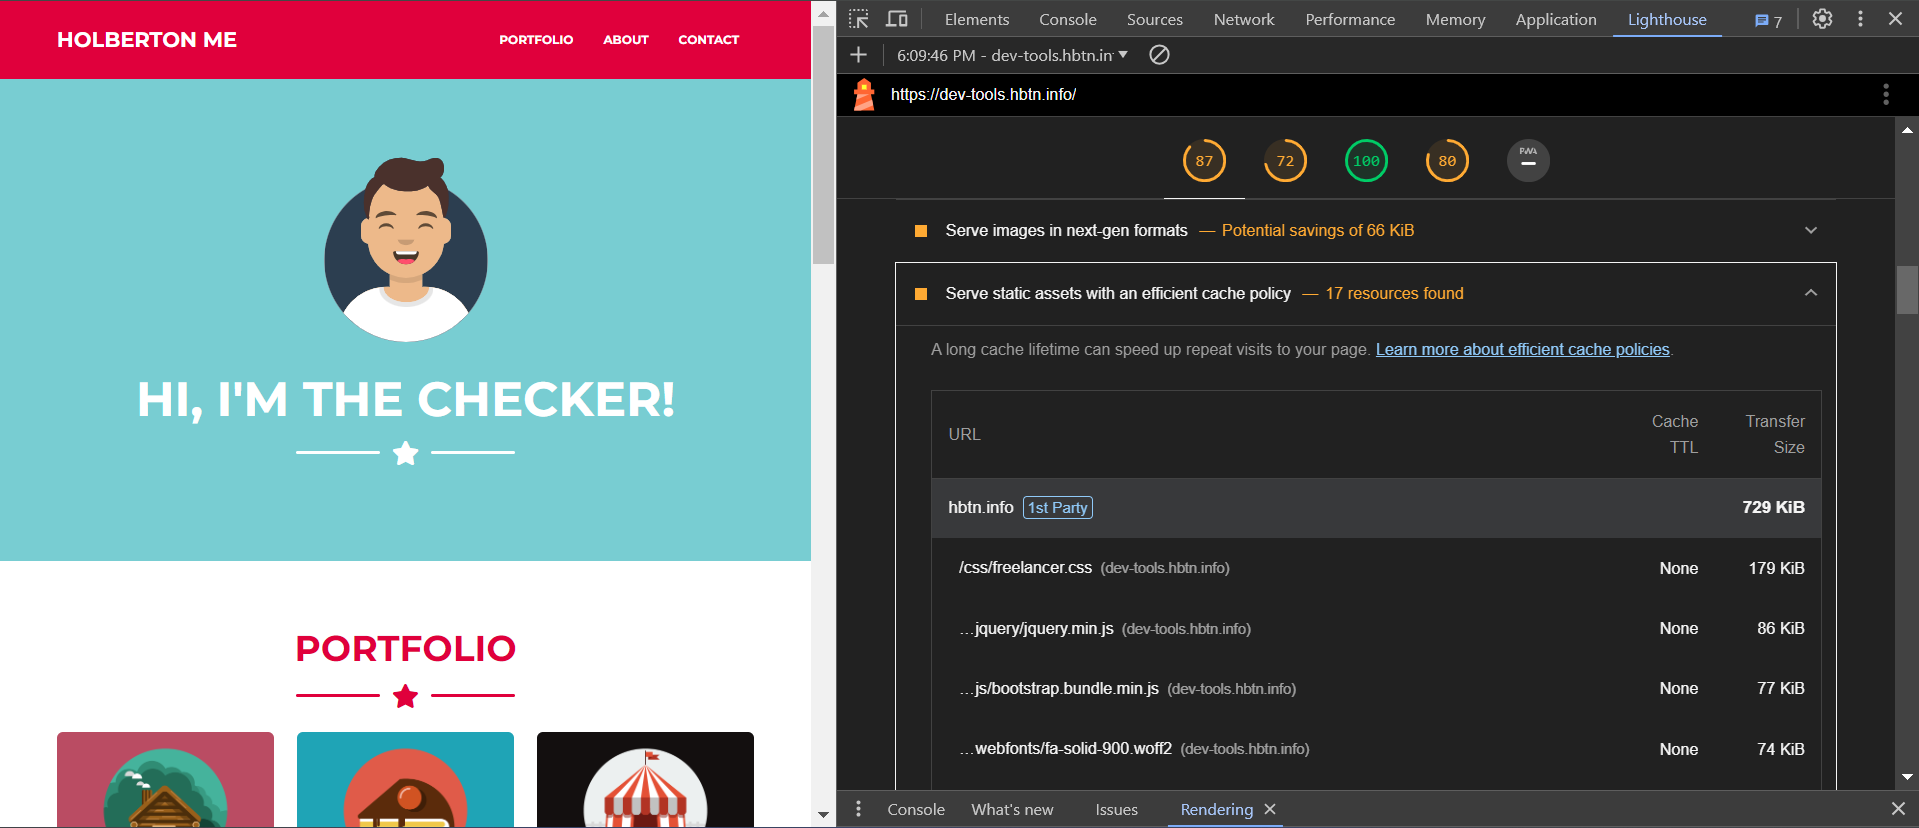 HOLBERTON ME
PORTFOLIO ABOUT CONTACT
HI, I'M THE CHECKER!
PORTFOLIO
Elements Console Sources Network Performance Memory Application Lighthouse 7
6:09:46 PM - dev-tools.hbtn.in
https://dev-tools.hbtn.info/
87 72 100 80 PWA
Serve images in next-gen formats — Potential savings of 66 KiB
Serve static assets with an efficient cache policy — 17 resources found
A long cache lifetime can speed up repeat visits to your page. Learn more about efficient cache policies.
URL Cache TTL Transfer Size
hbtn.info 1st Party 729 KiB
/css/freelancer.css (dev-tools.hbtn.info) None 179 KiB
…jquery/jquery.min.js (dev-tools.hbtn.info) None 86 KiB
…js/bootstrap.bundle.min.js (dev-tools.hbtn.info) None 77 KiB
…webfonts/fa-solid-900.woff2 (dev-tools.hbtn.info) None 74 KiB
Console What's new Issues Rendering